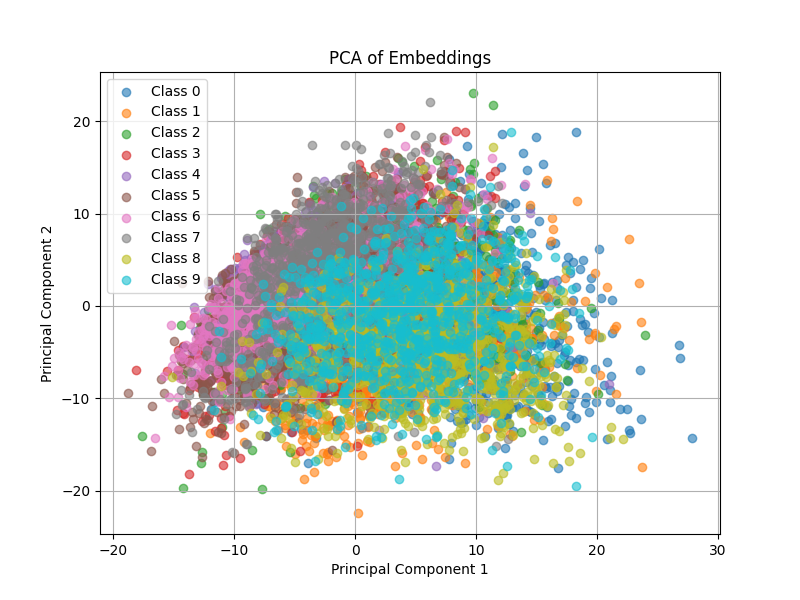 PCA of Embeddings
Class 0
Class 1
Class 2
Class 3
Class 4
Class 5
Class 6
Class 7
Class 8
Class 9
20
10
0
−10
−20
Principal Component 2
−20 −10 0 10 20 30
Principal Component 1